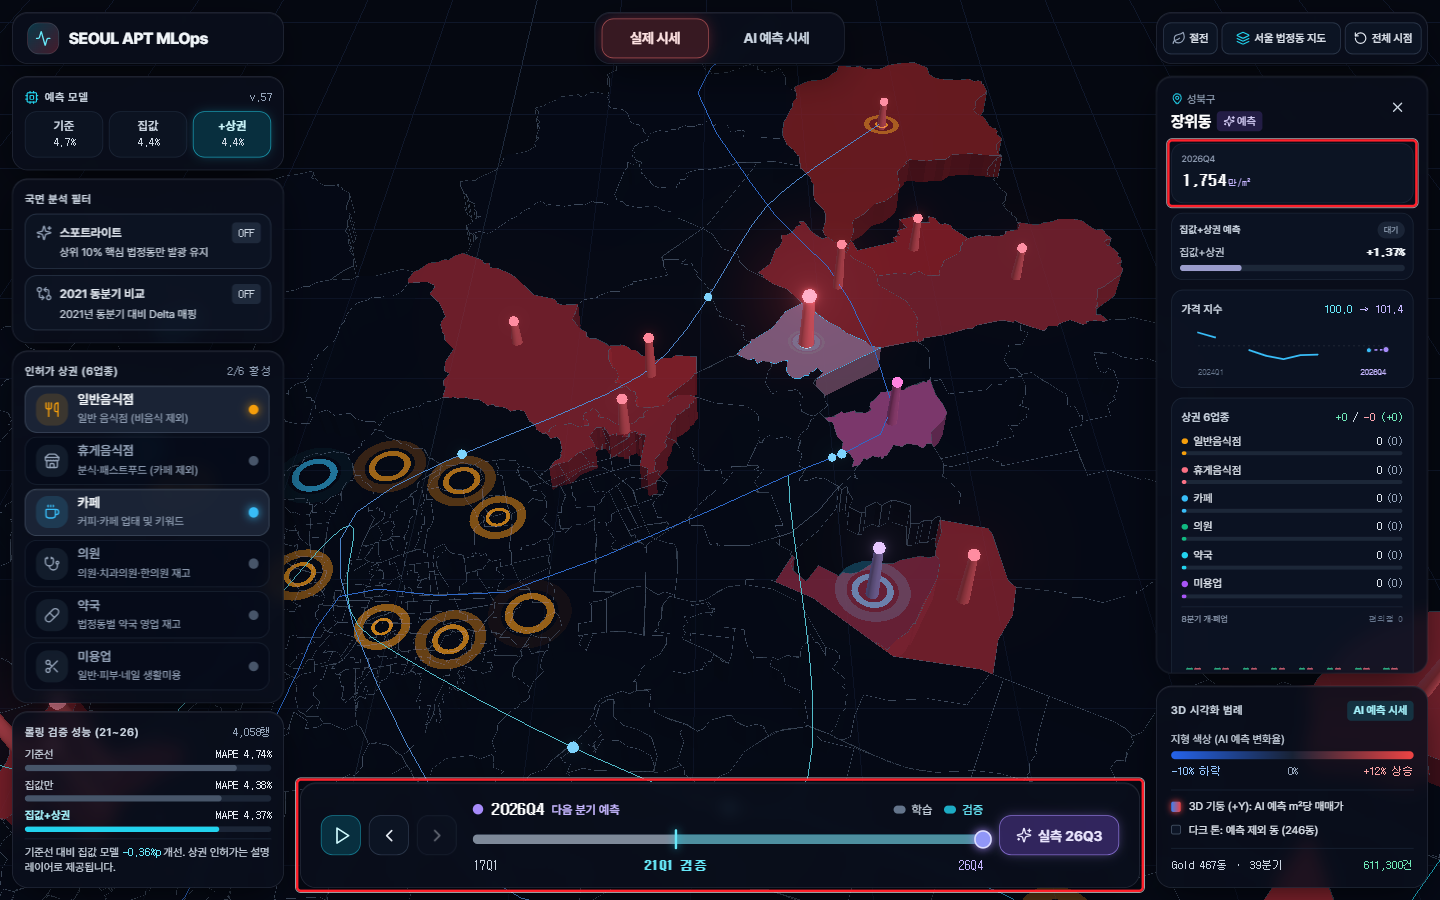 SEOUL APT MLOps
실제 시세
AI 예측 시세
절전
서울 법정동 지도
전체 시점
예측 모델
v.57
기준
4.7%
집값
4.4%
+상권
4.4%
국면 분석 필터
스포트라이트
OFF
상위 10% 핵심 법정동만 발광 유지
2021 동분기 비교
OFF
2021년 동분기 대비 Delta 매핑
인허가 상권 (6업종)
2/6 활성
일반음식점
일반 음식점 (비음식 제외)
휴게음식점
분식·패스트푸드 (카페 제외)
카페
커피·카페 업태 및 키워드
의원
의원·치과의원·한의원 재고
약국
법정동별 약국 영업 재고
미용업
일반·피부·네일 생활미용
롤링 검증 성능 (21~26)
4,058행
기준선
MAPE 4.74%
집값만
MAPE 4.38%
집값+상권
MAPE 4.37%
기준선 대비 집값 모델 -0.36%p 개선. 상권 인허가는 설명
레이어로 제공됩니다.
2026Q4 다음 분기 예측
학습
검증
17Q1
21Q1 검증
26Q4
실측 26Q3
성북구
장위동
예측
2026Q4
1,754만/㎡
집값+상권 예측
대기
집값+상권
+1.37%
가격 지수
100.0 → 101.4
2024Q1
2026Q4
상권 6업종
+0 / -0 (+0)
일반음식점
0 (0)
휴게음식점
0 (0)
카페
0 (0)
의원
0 (0)
약국
0 (0)
미용업
0 (0)
8분기 개·폐업
편의점 0
3D 시각화 범례
AI 예측 시세
지형 색상 (AI 예측 변화율)
-10% 하락
0%
+12% 상승
3D 기둥 (+Y): AI 예측 m²당 매매가
다크 톤: 예측 제외 동 (246동)
Gold 467동 · 39분기
611,300건